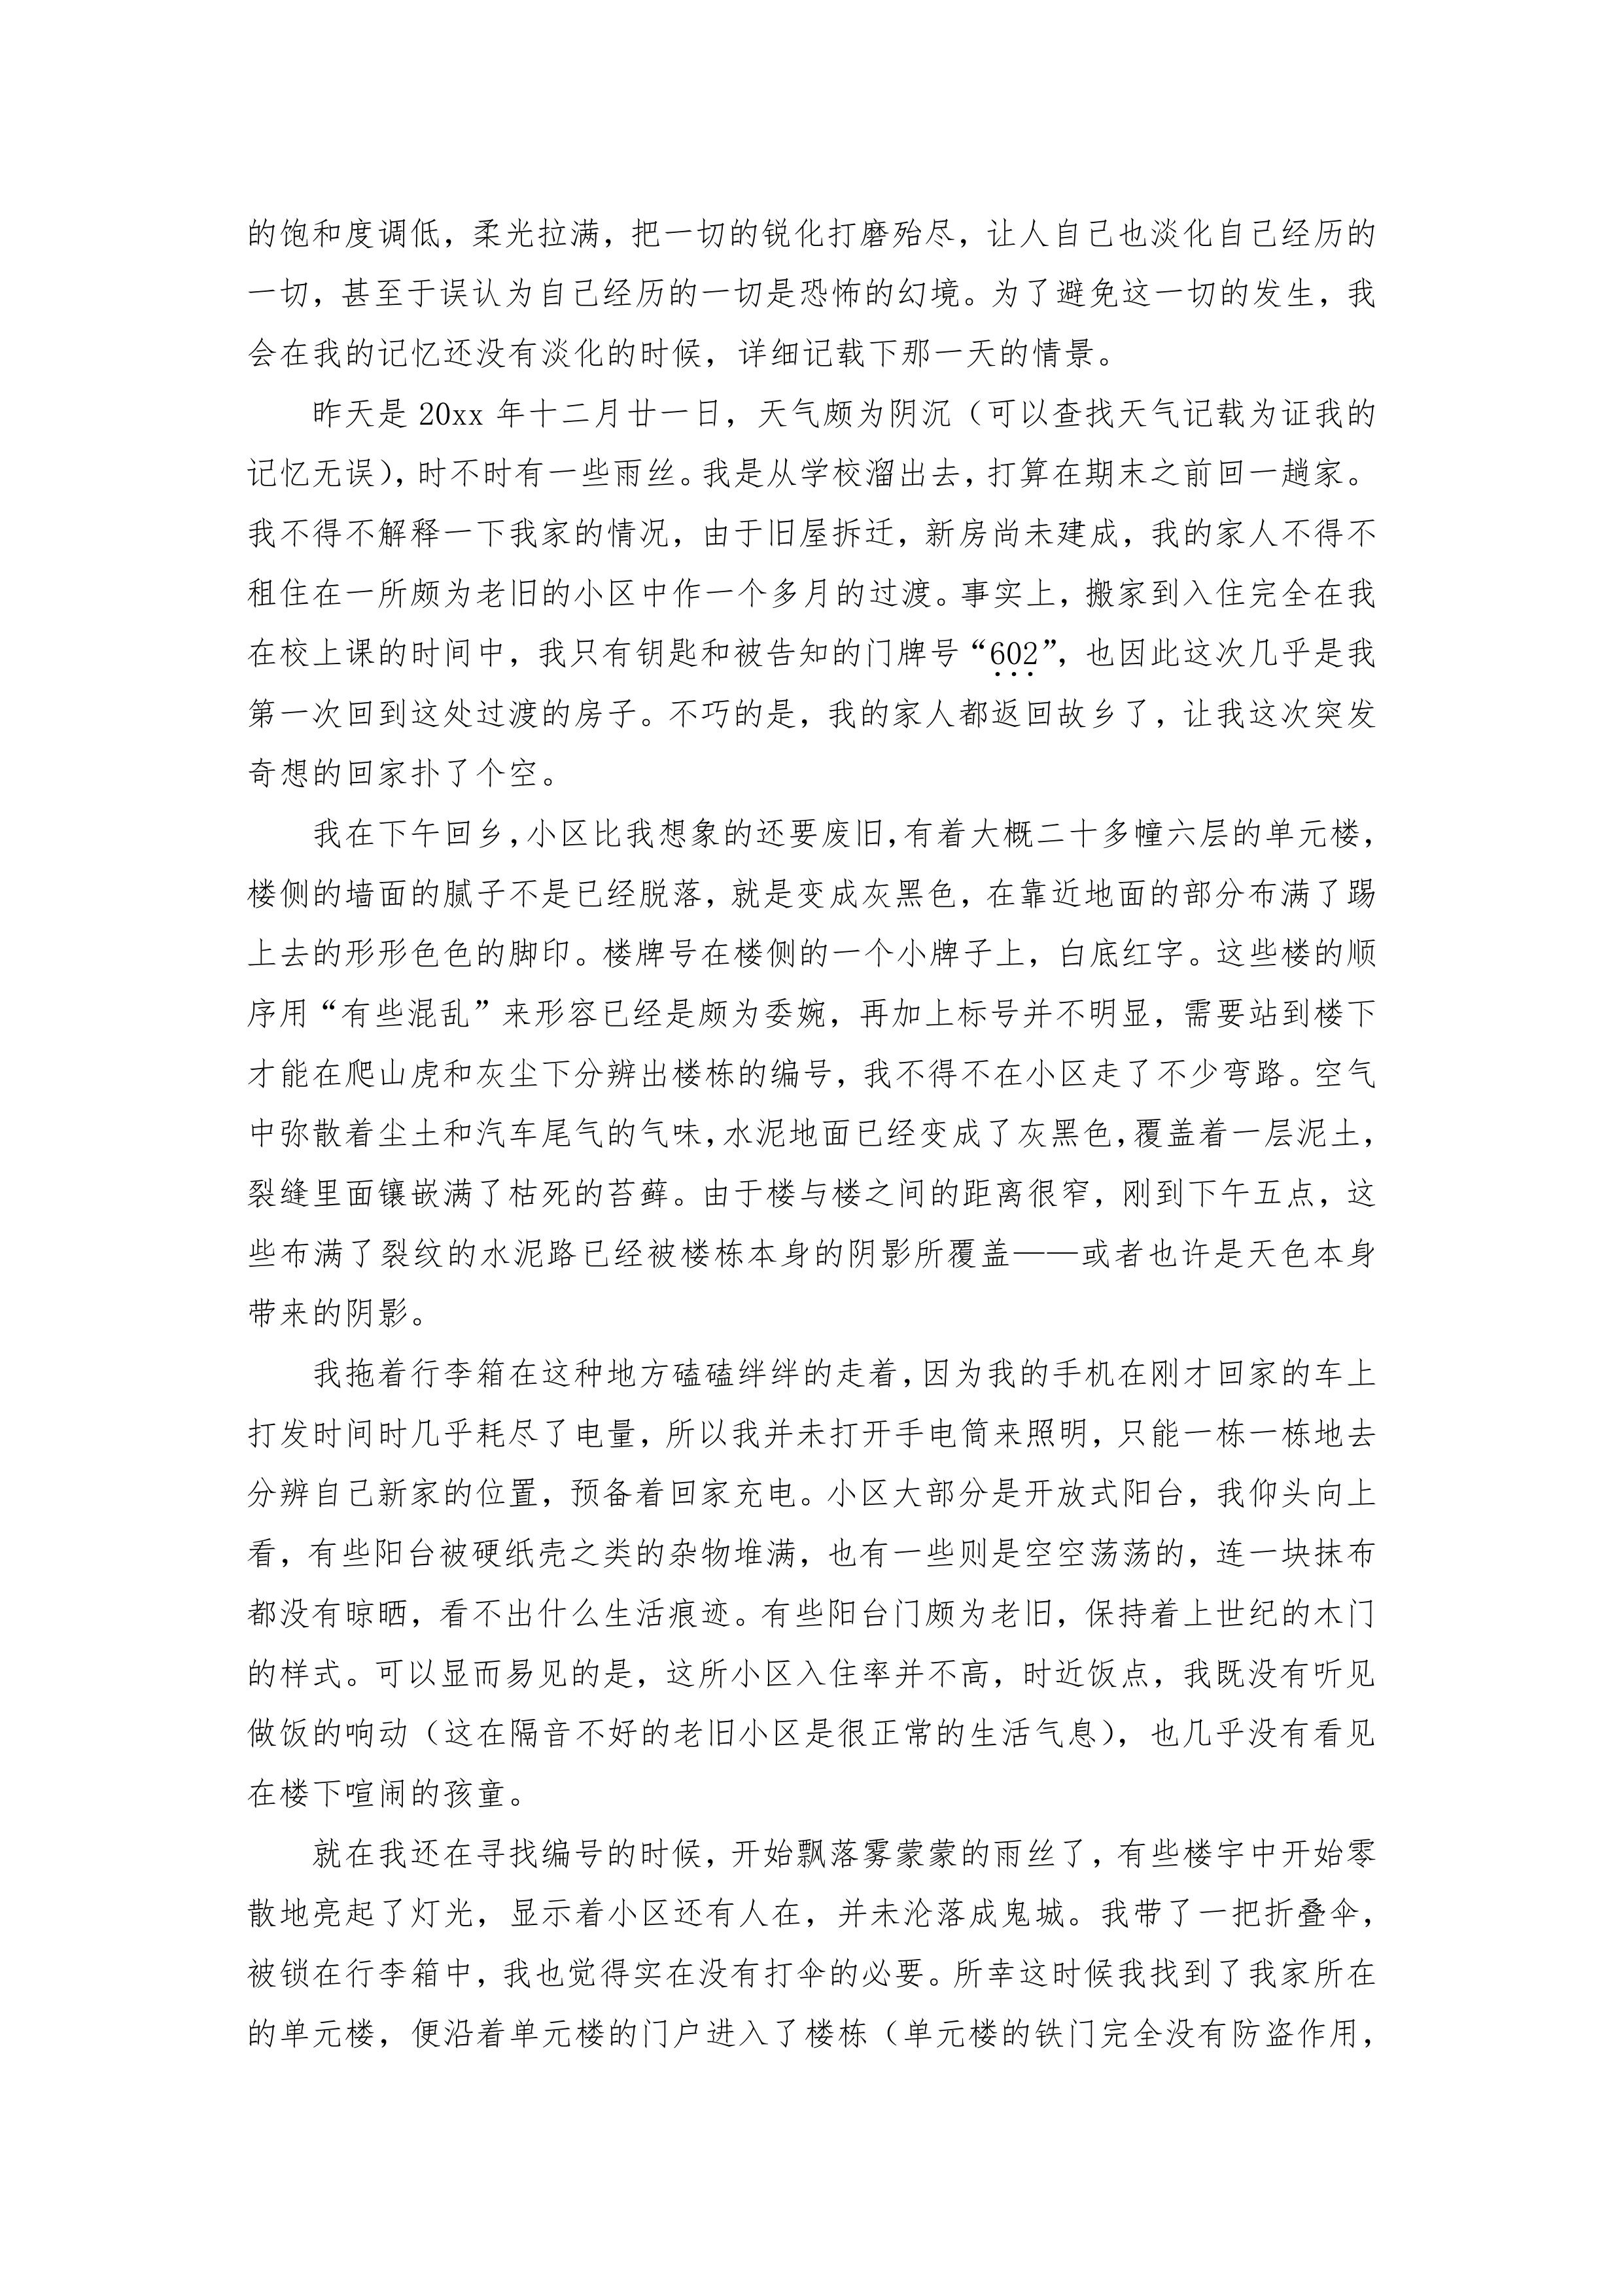 的饱和度调低，柔光拉满，把一切的锐化打磨殆尽，让人自己也淡化自己经历的
一切，甚至于误认为自己经历的一切是恐怖的幻境。为了避免这一切的发生，我
会在我的记忆还没有淡化的时候，详细记载下那一天的情景。
昨天是 20xx 年十二月廿一日，天气颇为阴沉（可以查找天气记载为证我的
记忆无误），时不时有一些雨丝。我是从学校溜出去，打算在期末之前回一趟家。
我不得不解释一下我家的情况，由于旧屋拆迁，新房尚未建成，我的家人不得不
租住在一所颇为老旧的小区中作一个多月的过渡。事实上，搬家到入住完全在我
在校上课的时间中，我只有钥匙和被告知的门牌号“602”，也因此这次几乎是我
第一次回到这处过渡的房子。不巧的是，我的家人都返回故乡了，让我这次突发
奇想的回家扑了个空。
我在下午回乡，小区比我想象的还要废旧，有着大概二十多幢六层的单元楼，
楼侧的墙面的腻子不是已经脱落，就是变成灰黑色，在靠近地面的部分布满了踢
上去的形形色色的脚印。楼牌号在楼侧的一个小牌子上，白底红字。这些楼的顺
序用“有些混乱”来形容已经是颇为委婉，再加上标号并不明显，需要站到楼下
才能在爬山虎和灰尘下分辨出楼栋的编号，我不得不在小区走了不少弯路。空气
中弥散着尘土和汽车尾气的气味，水泥地面已经变成了灰黑色，覆盖着一层泥土，
裂缝里面镶嵌满了枯死的苔藓。由于楼与楼之间的距离很窄，刚到下午五点，这
些布满了裂纹的水泥路已经被楼栋本身的阴影所覆盖——或者也许是天色本身
带来的阴影。
我拖着行李箱在这种地方磕磕绊绊的走着，因为我的手机在刚才回家的车上
打发时间时几乎耗尽了电量，所以我并未打开手电筒来照明，只能一栋一栋地去
分辨自己新家的位置，预备着回家充电。小区大部分是开放式阳台，我仰头向上
看，有些阳台被硬纸壳之类的杂物堆满，也有一些则是空空荡荡的，连一块抹布
都没有晾晒，看不出什么生活痕迹。有些阳台门颇为老旧，保持着上世纪的木门
的样式。可以显而易见的是，这所小区入住率并不高，时近饭点，我既没有听见
做饭的响动（这在隔音不好的老旧小区是很正常的生活气息），也几乎没有看见
在楼下喧闹的孩童。
就在我还在寻找编号的时候，开始飘落雾蒙蒙的雨丝了，有些楼宇中开始零
散地亮起了灯光，显示着小区还有人在，并未沦落成鬼城。我带了一把折叠伞，
被锁在行李箱中，我也觉得实在没有打伞的必要。所幸这时候我找到了我家所在
的单元楼，便沿着单元楼的门户进入了楼栋（单元楼的铁门完全没有防盗作用，